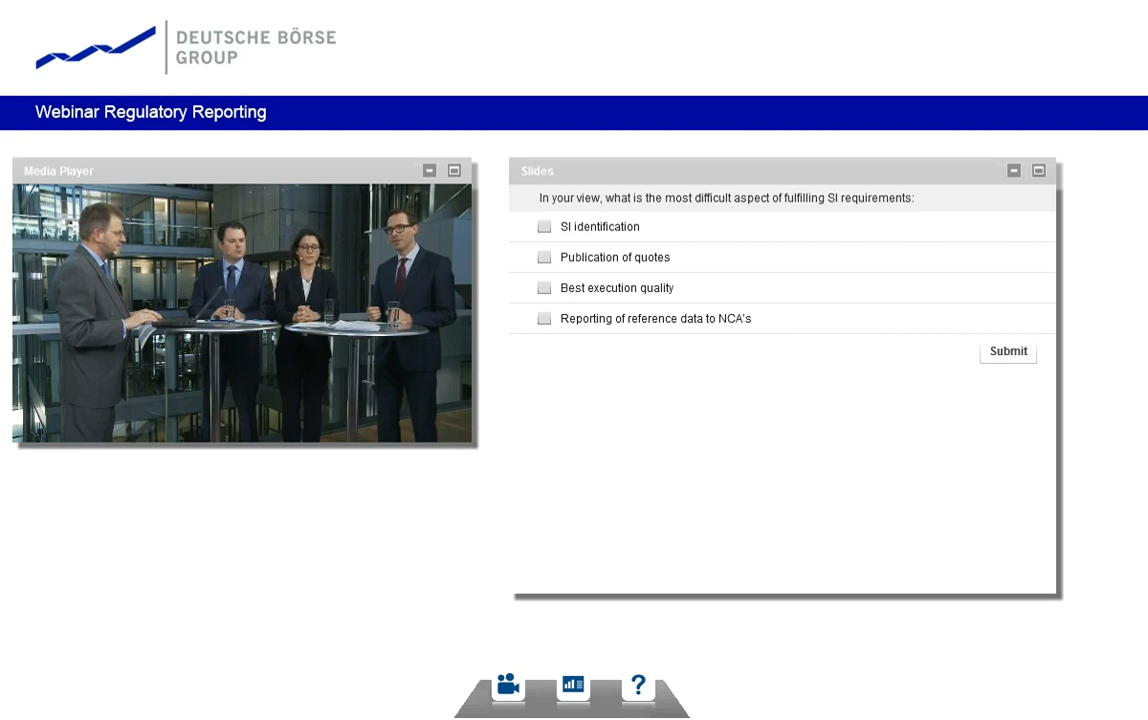 DEUTSCHE BÖRSE
GROUP
Webinar Regulatory Reporting
Media Player
Slides
In your view, what is the most difficult aspect of fulfilling SI requirements:
SI identification
Publication of quotes
Best execution quality
Reporting of reference data to NCA's
Submit
?